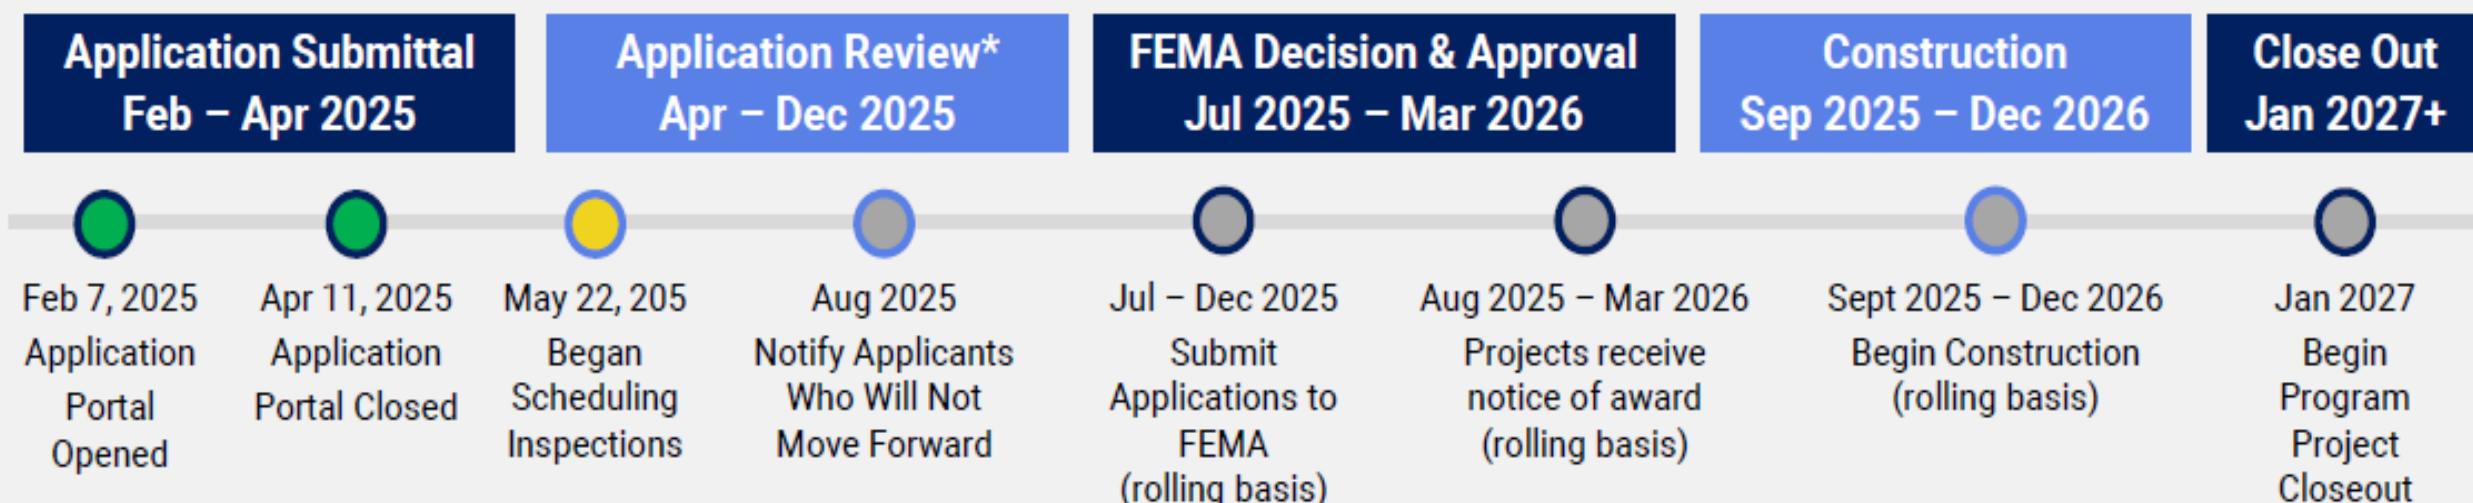 Application Submittal
Feb – Apr 2025
Application Review*
Apr – Dec 2025
FEMA Decision & Approval
Jul 2025 – Mar 2026
Construction
Sep 2025 – Dec 2026
Close Out
Jan 2027+
Feb 7, 2025
Application
Portal
Opened
Apr 11, 2025
Application
Portal Closed
May 22, 205
Began
Scheduling
Inspections
Aug 2025
Notify Applicants
Who Will Not
Move Forward
Jul – Dec 2025
Submit
Applications to
FEMA
(rolling basis)
Aug 2025 – Mar 2026
Projects receive
notice of award
(rolling basis)
Sept 2025 – Dec 2026
Begin Construction
(rolling basis)
Jan 2027
Begin
Program
Project
Closeout